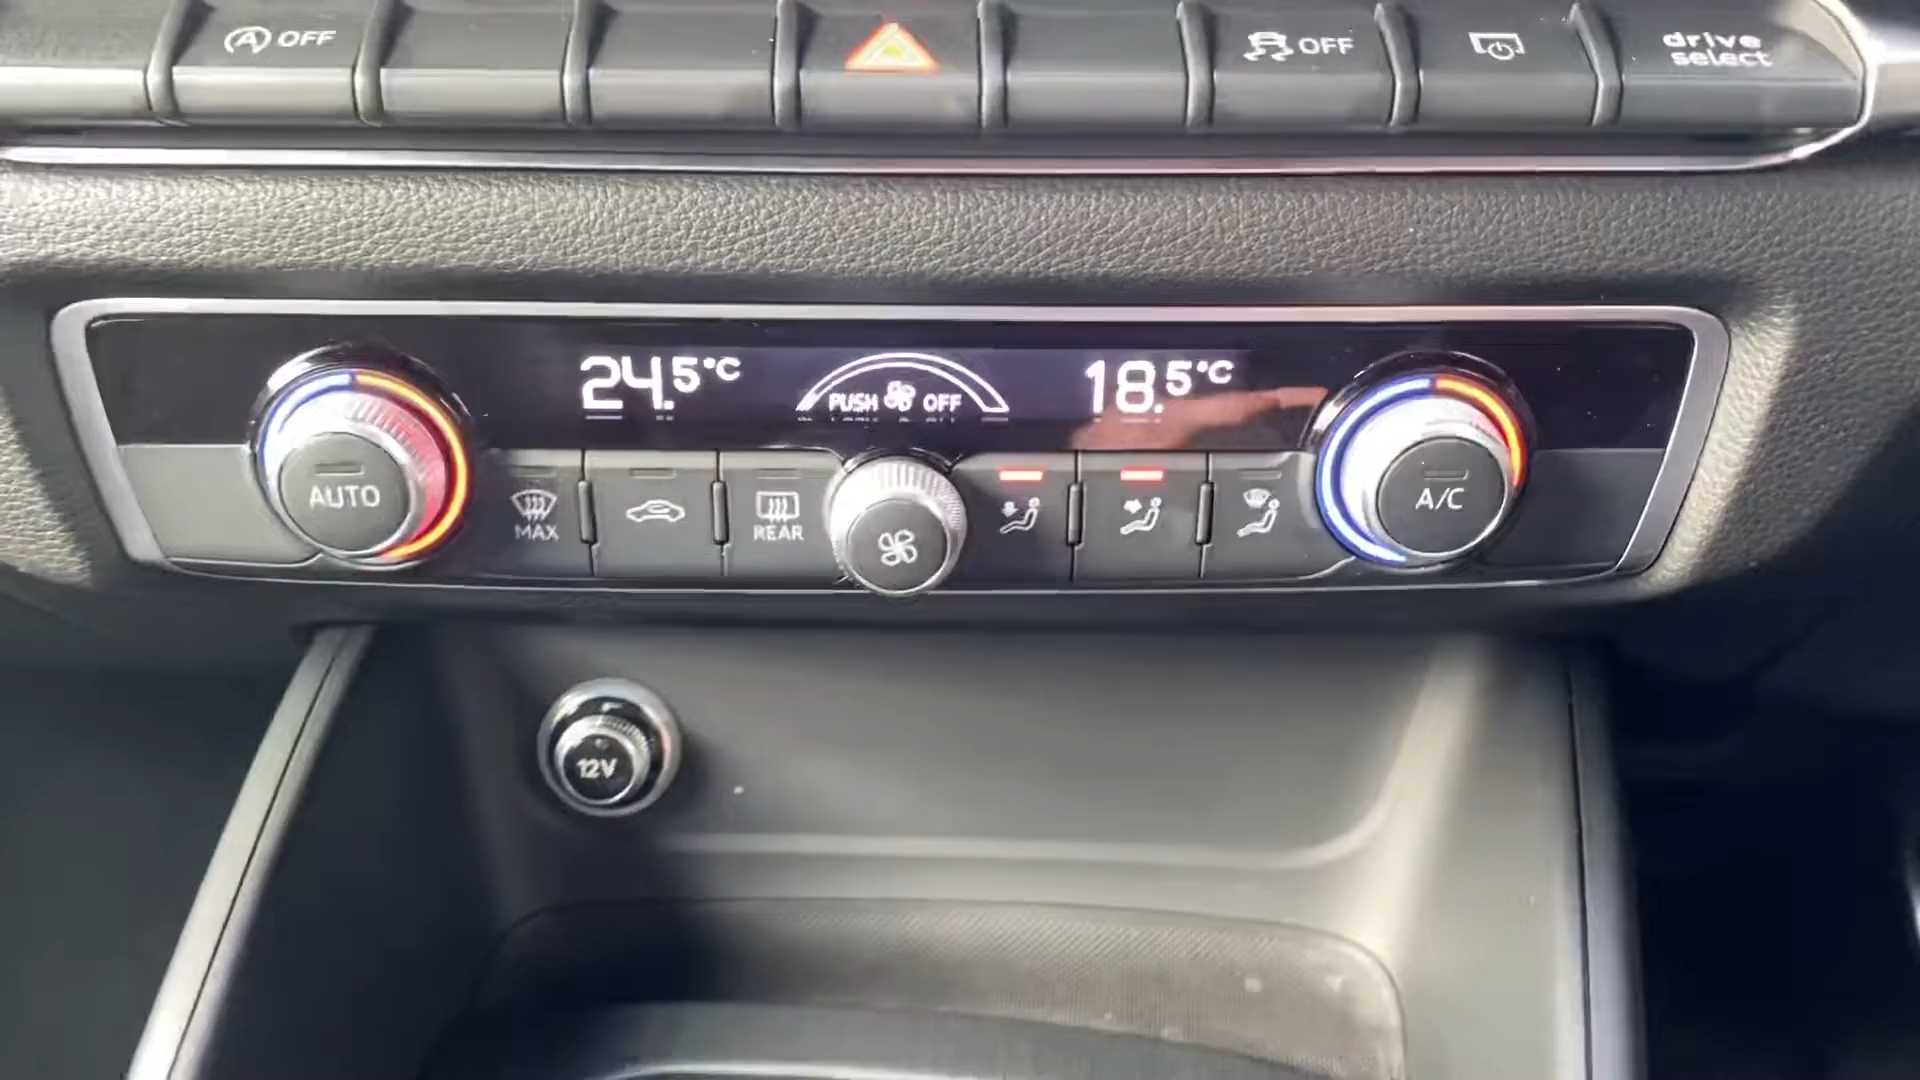 OFF
OFF
drive
select
24.5°C
PUSH OFF
18.5°C
AUTO
MAX
REAR
A/C
12V